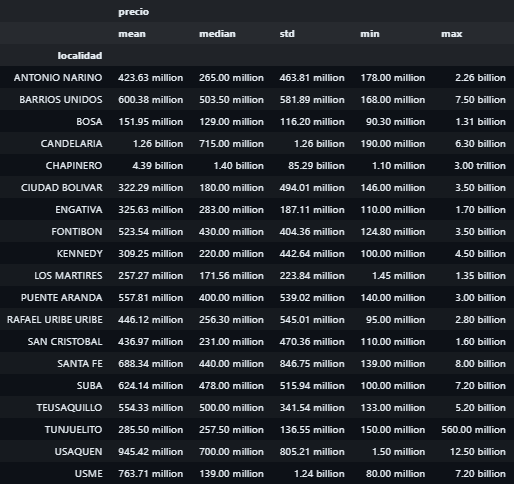 precio
mean median std min max
localidad
ANTONIO NARINO 423.63 million 265.00 million 463.81 million 178.00 million 2.26 billion
BARRIOS UNIDOS 600.38 million 503.50 million 581.89 million 168.00 million 7.50 billion
BOSA 151.95 million 129.00 million 116.20 million 90.30 million 1.31 billion
CANDELARIA 1.26 billion 715.00 million 1.26 billion 190.00 million 6.30 billion
CHAPINERO 4.39 billion 1.40 billion 85.29 billion 1.10 million 3.00 trillion
CIUDAD BOLIVAR 322.29 million 180.00 million 494.01 million 146.00 million 3.50 billion
ENGATIVA 325.63 million 283.00 million 187.11 million 110.00 million 1.70 billion
FONTIBON 523.54 million 430.00 million 404.36 million 124.80 million 3.50 billion
KENNEDY 309.25 million 220.00 million 442.64 million 100.00 million 4.50 billion
LOS MARTIRES 257.27 million 171.56 million 223.84 million 1.45 million 1.35 billion
PUENTE ARANDA 557.81 million 400.00 million 539.02 million 140.00 million 3.00 billion
RAFAEL URIBE URIBE 446.12 million 256.30 million 545.01 million 95.00 million 2.80 billion
SAN CRISTOBAL 436.97 million 231.00 million 470.36 million 110.00 million 1.60 billion
SANTA FE 688.34 million 440.00 million 846.75 million 139.00 million 8.00 billion
SUBA 624.14 million 478.00 million 515.94 million 100.00 million 7.20 billion
TEUSAQUILLO 554.33 million 500.00 million 341.54 million 133.00 million 5.20 billion
TUNJUELITO 285.50 million 257.50 million 136.55 million 150.00 million 560.00 million
USAQUEN 945.42 million 700.00 million 805.21 million 1.50 million 12.50 billion
USME 763.71 million 139.00 million 1.24 billion 80.00 million 7.20 billion